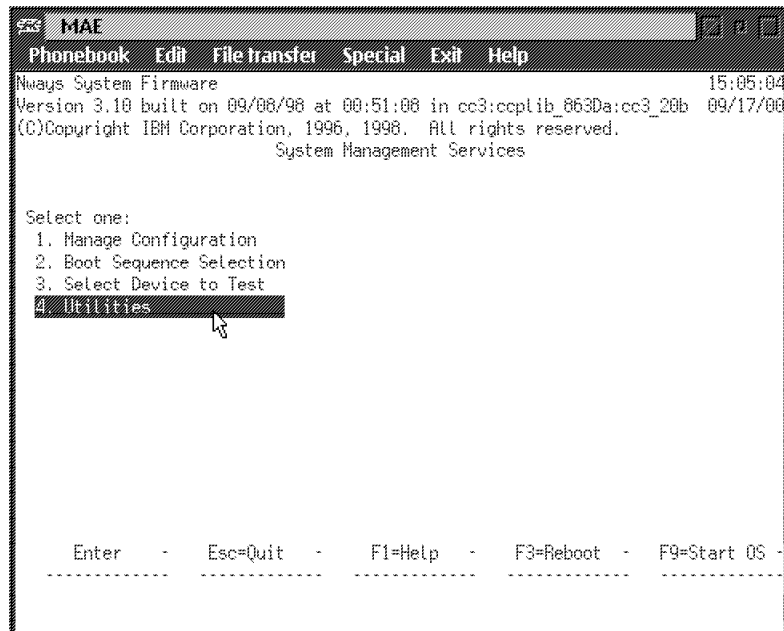 MAE
Phonebook Edit File transfer Special Exit Help
Nways System Firmware 15:05:04
Version 3.10 built on 09/08/98 at 00:51:08 in cc3:ccplib_863Da:cc3_20b 09/17/00
(C)Copyright IBM Corporation, 1996, 1998. All rights reserved.
System Management Services
Select one:
1. Manage Configuration
2. Boot Sequence Selection
3. Select Device to Test
4. Utilities
Enter - Esc=Quit - F1=Help - F3=Reboot - F9=Start OS -
------------- ------------- ------------- ------------- -------------